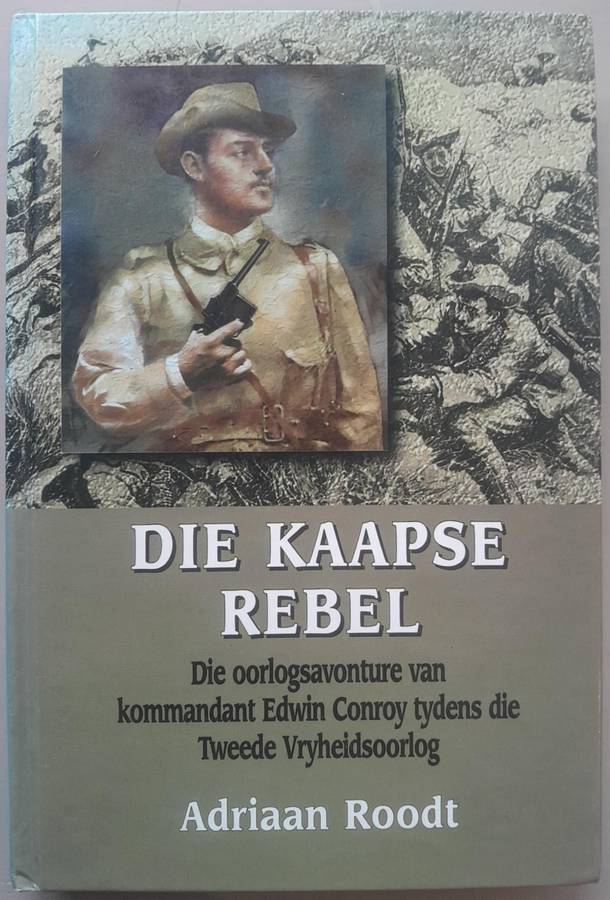 DIE KAAPSE
REBEL
Die oorlogsavonture van
kommandant Edwin Conroy tydens die
Tweede Vryheidsoorlog
Adriaan Roodt